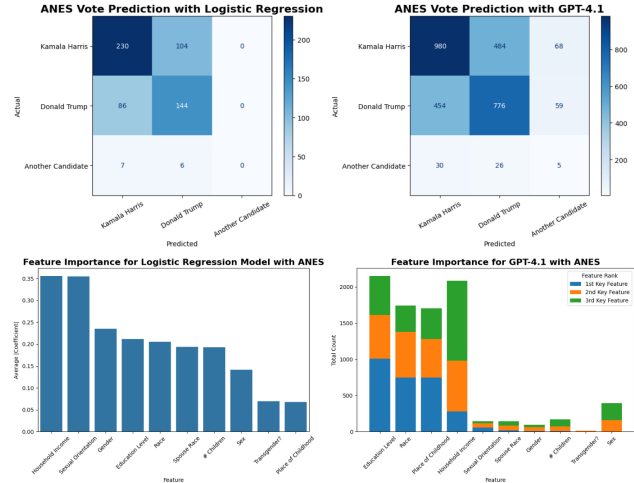 ANES Vote Prediction with Logistic Regression
Kamala Harris
230
104
0
Donald Trump
86
144
0
Another Candidate
7
6
0
Actual
Kamala Harris
Donald Trump
Another Candidate
Predicted
200
150
100
50
0
ANES Vote Prediction with GPT-4.1
Kamala Harris
980
484
68
Donald Trump
454
776
59
Another Candidate
30
26
5
Actual
Kamala Harris
Donald Trump
Another Candidate
Predicted
800
600
400
200
Feature Importance for Logistic Regression Model with ANES
Average |Coefficient|
0.35
0.30
0.25
0.20
0.15
0.10
0.05
0.00
Household Income
Sexual Orientation
Gender
Education Level
Race
Spouse Race
# Children
Sex
Transgender?
Place of Childhood
Feature
Feature Importance for GPT-4.1 with ANES
Feature Rank
1st Key Feature
2nd Key Feature
3rd Key Feature
Total Count
2000
1500
1000
500
0
Education Level
Race
Place of Childhood
Household Income
Sexual Orientation
Spouse Race
Gender
# Children
Transgender?
Sex
Feature